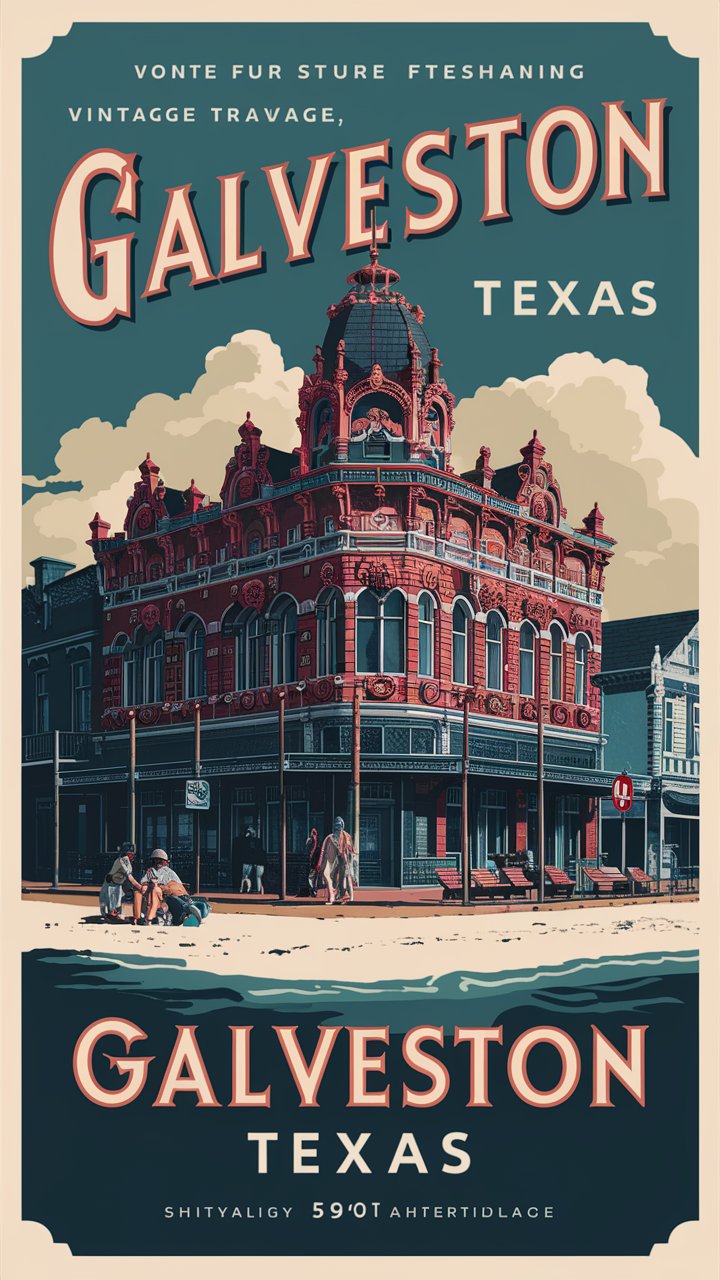 VONTE FUR STURE FTESHANING
VINTAGGE TRAVAGE,
GALVESTON
TEXAS
GALVESTON
TEXAS
SHITYALIGY 59'0T AHTERTIDLACE